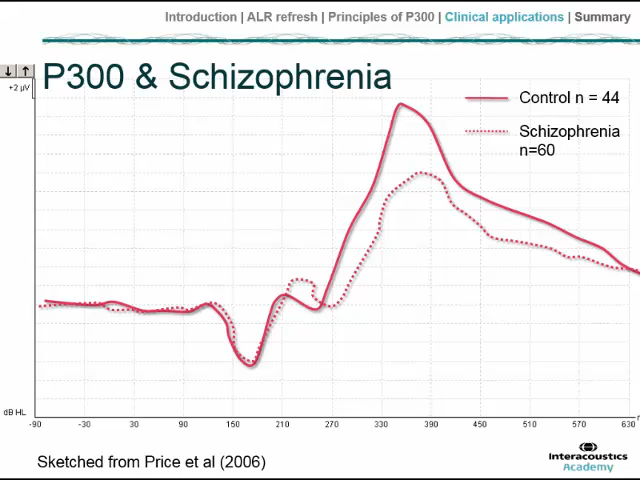 Introduction | ALR refresh | Principles of P300 | Clinical applications | Summary
P300 & Schizophrenia
+2 µV
Control n = 44
Schizophrenia
n=60
dB HL
-90 -30 30 90 150 210 270 330 390 450 510 570 630
Sketched from Price et al (2006)
Interacoustics
Academy